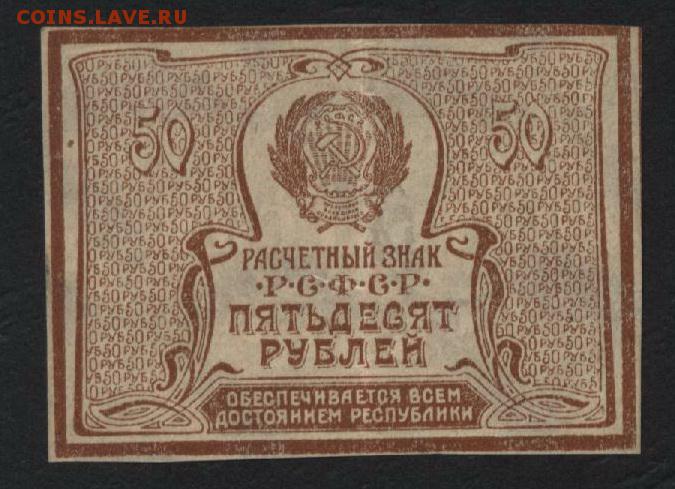 COINS.LAVE.RU
50 50
РАСЧЕТНЫЙ ЗНАК
·Р·С·Ф·С·Р·
ПЯТЬДЕСЯТ
РУБЛЕЙ
ОБЕСПЕЧИВАЕТСЯ ВСЕМ
ДОСТОЯНИЕМ РЕСПУБЛИКИ